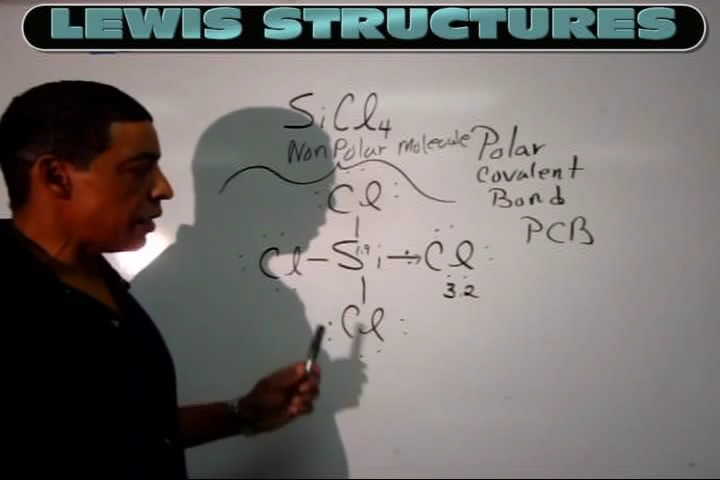 LEWIS STRUCTURES
SiCl4
NonPolar molecule
Polar
Covalent
Bond
PCB
Cl
Cl-Si→Cl
1.9
3.2
Cl